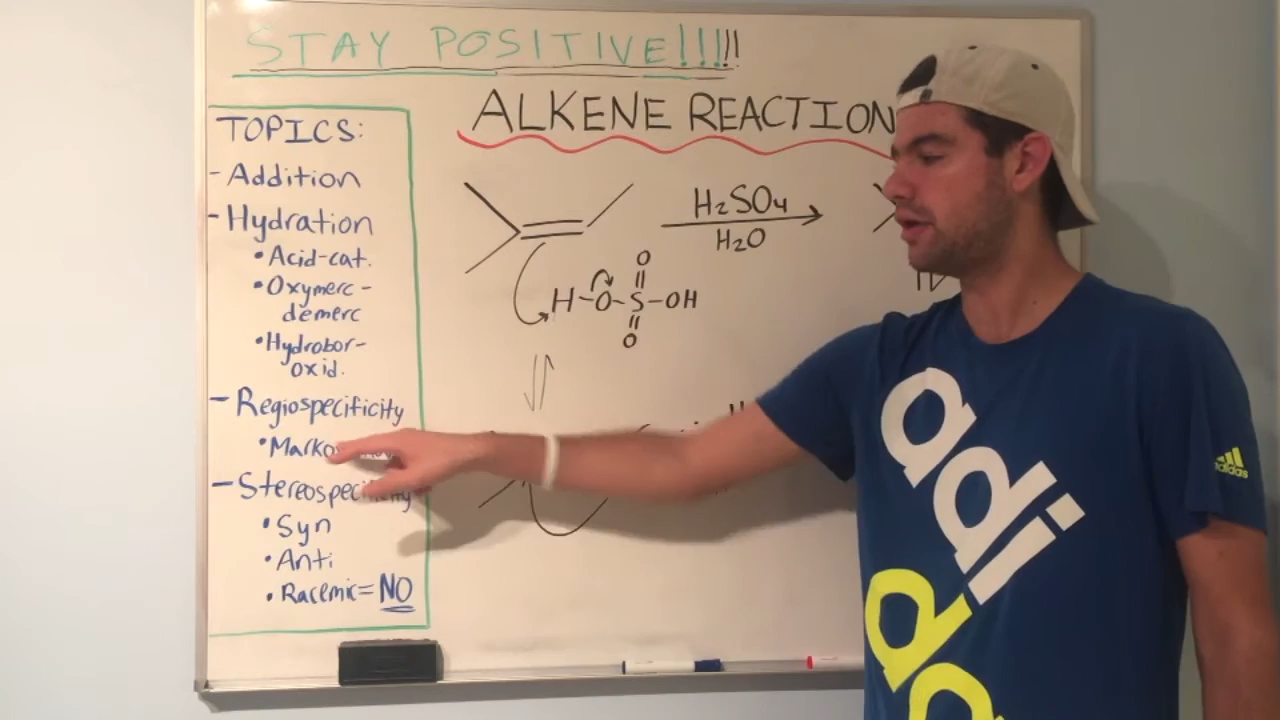 STAY POSITIVE!!!!!!
ALKENE REACTION
TOPICS:
- Addition
- Hydration
• Acid-cat.
• Oxymerc-
demerc
• Hydrobor-
oxid.
- Regiospecificity
- Stereospecificity
• Syn
• Anti
• Racemic = NO
H₂SO₄
H₂O
O
H-O-S-OH
O
adi
adidas